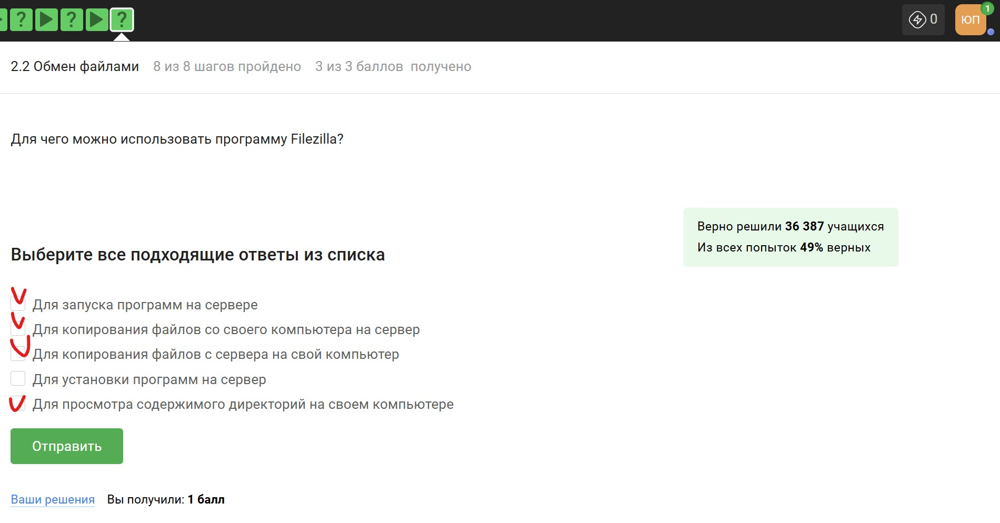 ? ? ?
0
ЮП
1
2.2 Обмен файлами 8 из 8 шагов пройдено 3 из 3 баллов получено
Для чего можно использовать программу Filezilla?
Верно решили 36 387 учащихся
Из всех попыток 49% верных
Выберите все подходящие ответы из списка
Для запуска программ на сервере
Для копирования файлов со своего компьютера на сервер
Для копирования файлов с сервера на свой компьютер
Для установки программ на сервер
Для просмотра содержимого директорий на своем компьютере
Отправить
Ваши решения Вы получили: 1 балл